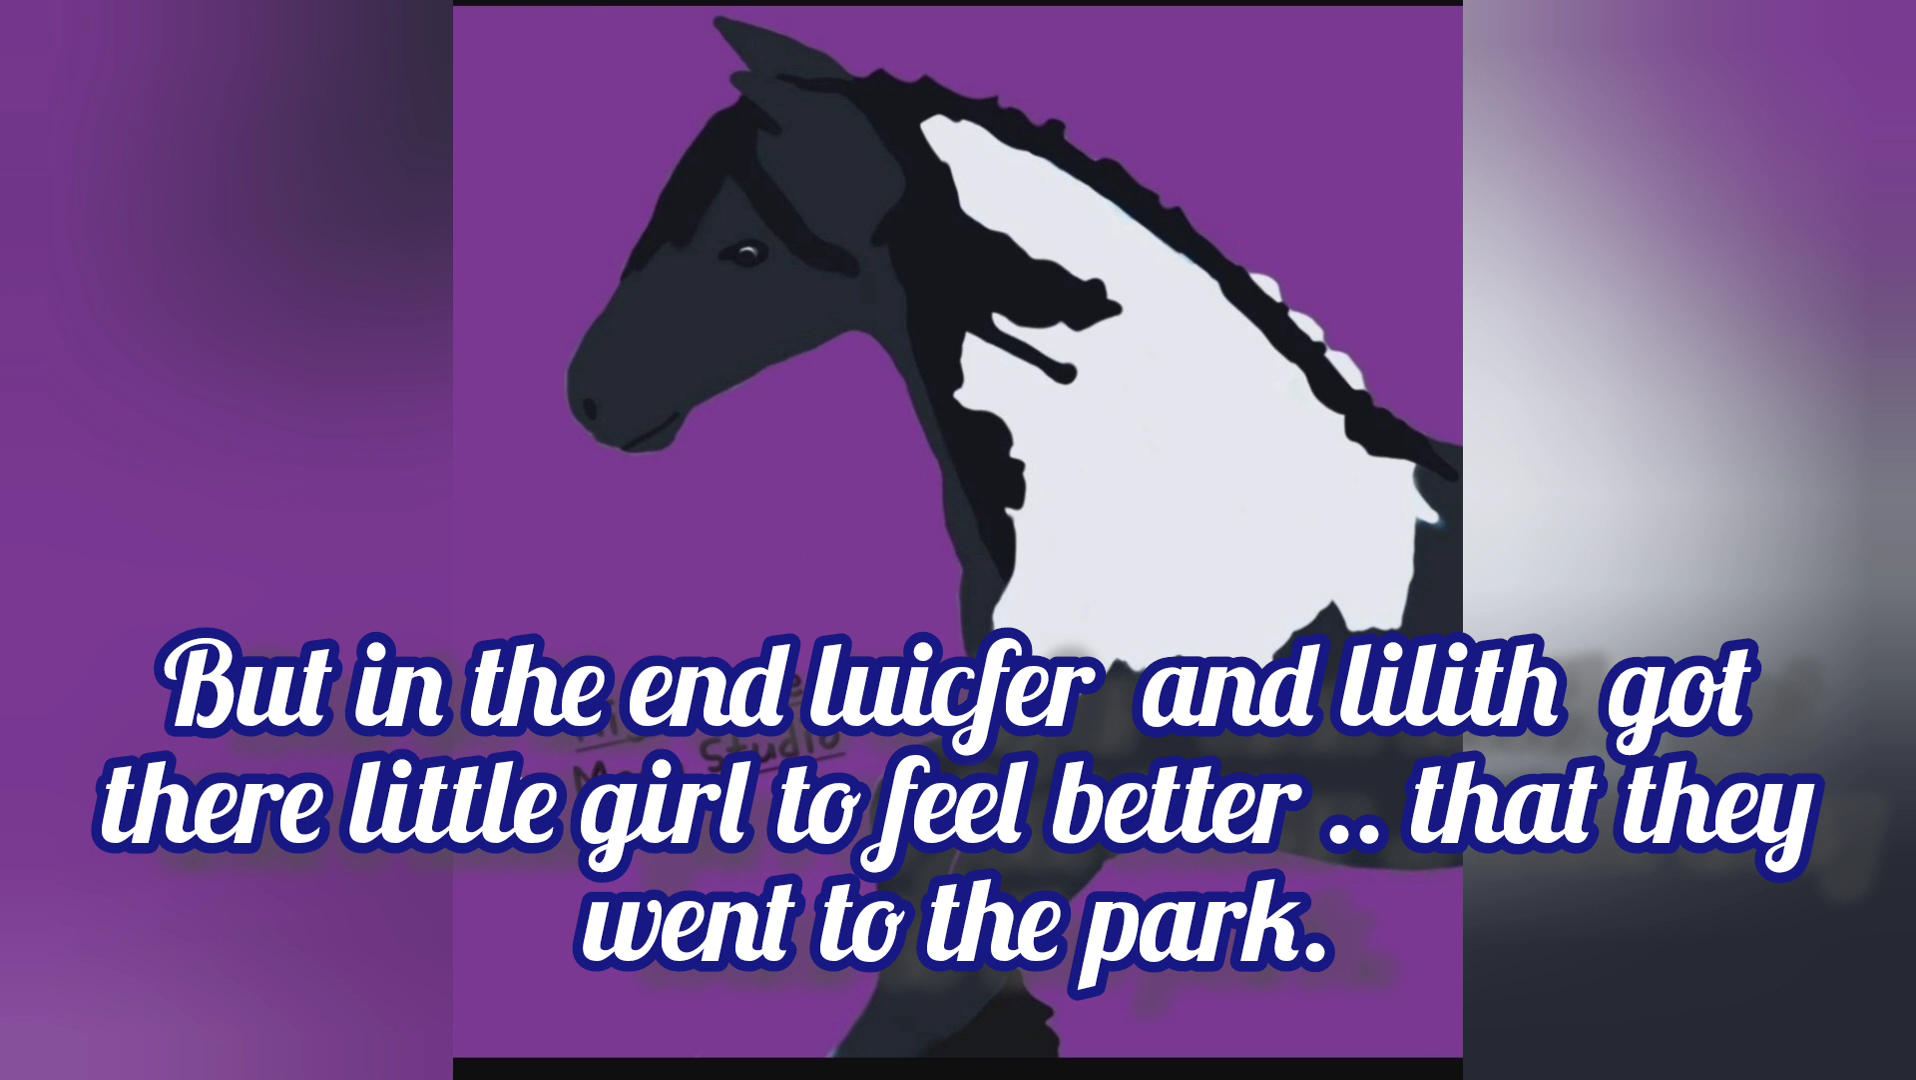 But in the end luicfer and lilith got
there little girl to feel better .. that they
went to the park.
Studio